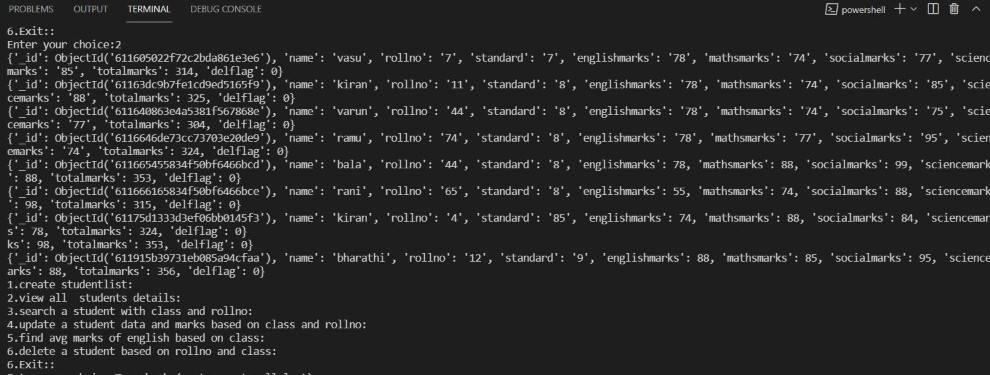 PROBLEMS OUTPUT TERMINAL DEBUG CONSOLE powershell
6.Exit::
Enter your choice:2
{'_id': ObjectId('611605022f72c2bda861e3e6'), 'name': 'vasu', 'rollno': '7', 'standard': '7', 'englishmarks': '78', 'mathsmarks': '74', 'socialmarks': '77', 'scienc
marks': '85', 'totalmarks': 314, 'delflag': 0}
{'_id': ObjectId('61163dc9b7fe1cd9ed5165f9'), 'name': 'kiran', 'rollno': '11', 'standard': '8', 'englishmarks': '78', 'mathsmarks': '74', 'socialmarks': '85', 'scie
cemarks': '88', 'totalmarks': 325, 'delflag': 0}
{'_id': ObjectId('611640863e4a5381f567868e'), 'name': 'varun', 'rollno': '44', 'standard': '8', 'englishmarks': '78', 'mathsmarks': '74', 'socialmarks': '75', 'scie
cemarks': '77', 'totalmarks': 304, 'delflag': 0}
{'_id': ObjectId('6116646de73cc73703e20de9'), 'name': 'ramu', 'rollno': '74', 'standard': '8', 'englishmarks': '78', 'mathsmarks': '77', 'socialmarks': '95', 'scien
emarks': '74', 'totalmarks': 324, 'delflag': 0}
{'_id': ObjectId('611665455834f50bf6466bcd'), 'name': 'bala', 'rollno': '44', 'standard': '8', 'englishmarks': 78, 'mathsmarks': 88, 'socialmarks': 99, 'sciencemark
': 88, 'totalmarks': 353, 'delflag': 0}
{'_id': ObjectId('611666165834f50bf6466bce'), 'name': 'rani', 'rollno': '65', 'standard': '8', 'englishmarks': 55, 'mathsmarks': 74, 'socialmarks': 88, 'sciencemark
': 98, 'totalmarks': 315, 'delflag': 0}
{'_id': ObjectId('61175d1333d3ef06bb0145f3'), 'name': 'kiran', 'rollno': '4', 'standard': '85', 'englishmarks': 74, 'mathsmarks': 88, 'socialmarks': 84, 'sciencemar
s': 78, 'totalmarks': 324, 'delflag': 0}
ks': 98, 'totalmarks': 353, 'delflag': 0}
{'_id': ObjectId('611915b39731eb085a94cfaa'), 'name': 'bharathi', 'rollno': '12', 'standard': '9', 'englishmarks': 88, 'mathsmarks': 85, 'socialmarks': 95, 'science
arks': 88, 'totalmarks': 356, 'delflag': 0}
1.create studentlist:
2.view all  students details:
3.search a student with class and rollno:
4.update a student data and marks based on class and rollno:
5.find avg marks of english based on class:
6.delete a student based on rollno and class:
6.Exit::